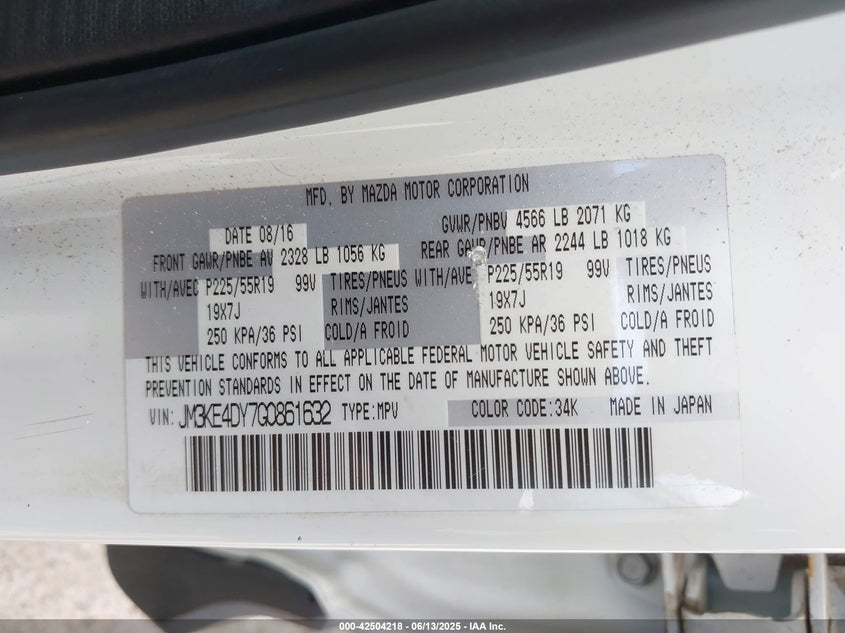 MFD. BY MAZDA MOTOR CORPORATION
DATE 08/16 GVWR/PNBV 4566 LB 2071 KG
FRONT GAWR/PNBE AV 2328 LB 1056 KG REAR GAWR/PNBE AR 2244 LB 1018 KG
WITH/AVEC P225/55R19 99V TIRES/PNEUS WITH/AVEC P225/55R19 99V TIRES/PNEUS
19X7J RIMS/JANTES 19X7J RIMS/JANTES
250 KPA/36 PSI COLD/A FROID 250 KPA/36 PSI COLD/A FROID
THIS VEHICLE CONFORMS TO ALL APPLICABLE FEDERAL MOTOR VEHICLE SAFETY AND THEFT
PREVENTION STANDARDS IN EFFECT ON THE DATE OF MANUFACTURE SHOWN ABOVE.
VIN: JM3KE4DY7G0861632 TYPE:MPV COLOR CODE:34K MADE IN JAPAN
000-42504218 - 06/13/2025 - IAA Inc.